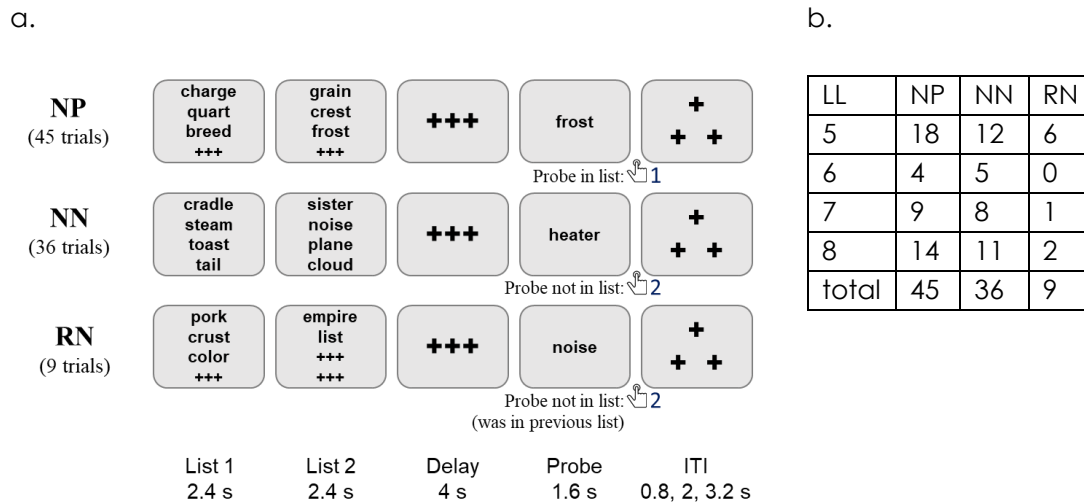 a.
b.
NP
(45 trials)
charge
quart
breed
+++
grain
crest
frost
+++
+++
frost
+
+ +
Probe in list: 1
NN
(36 trials)
cradle
steam
toast
tail
sister
noise
plane
cloud
+++
heater
+
+ +
Probe not in list: 2
RN
(9 trials)
pork
crust
color
+++
empire
list
+++
+++
+++
noise
+
+ +
Probe not in list: 2
(was in previous list)
List 1 List 2 Delay Probe ITI
2.4 s 2.4 s 4 s 1.6 s 0.8, 2, 3.2 s
LL NP NN RN
5 18 12 6
6 4 5 0
7 9 8 1
8 14 11 2
total 45 36 9